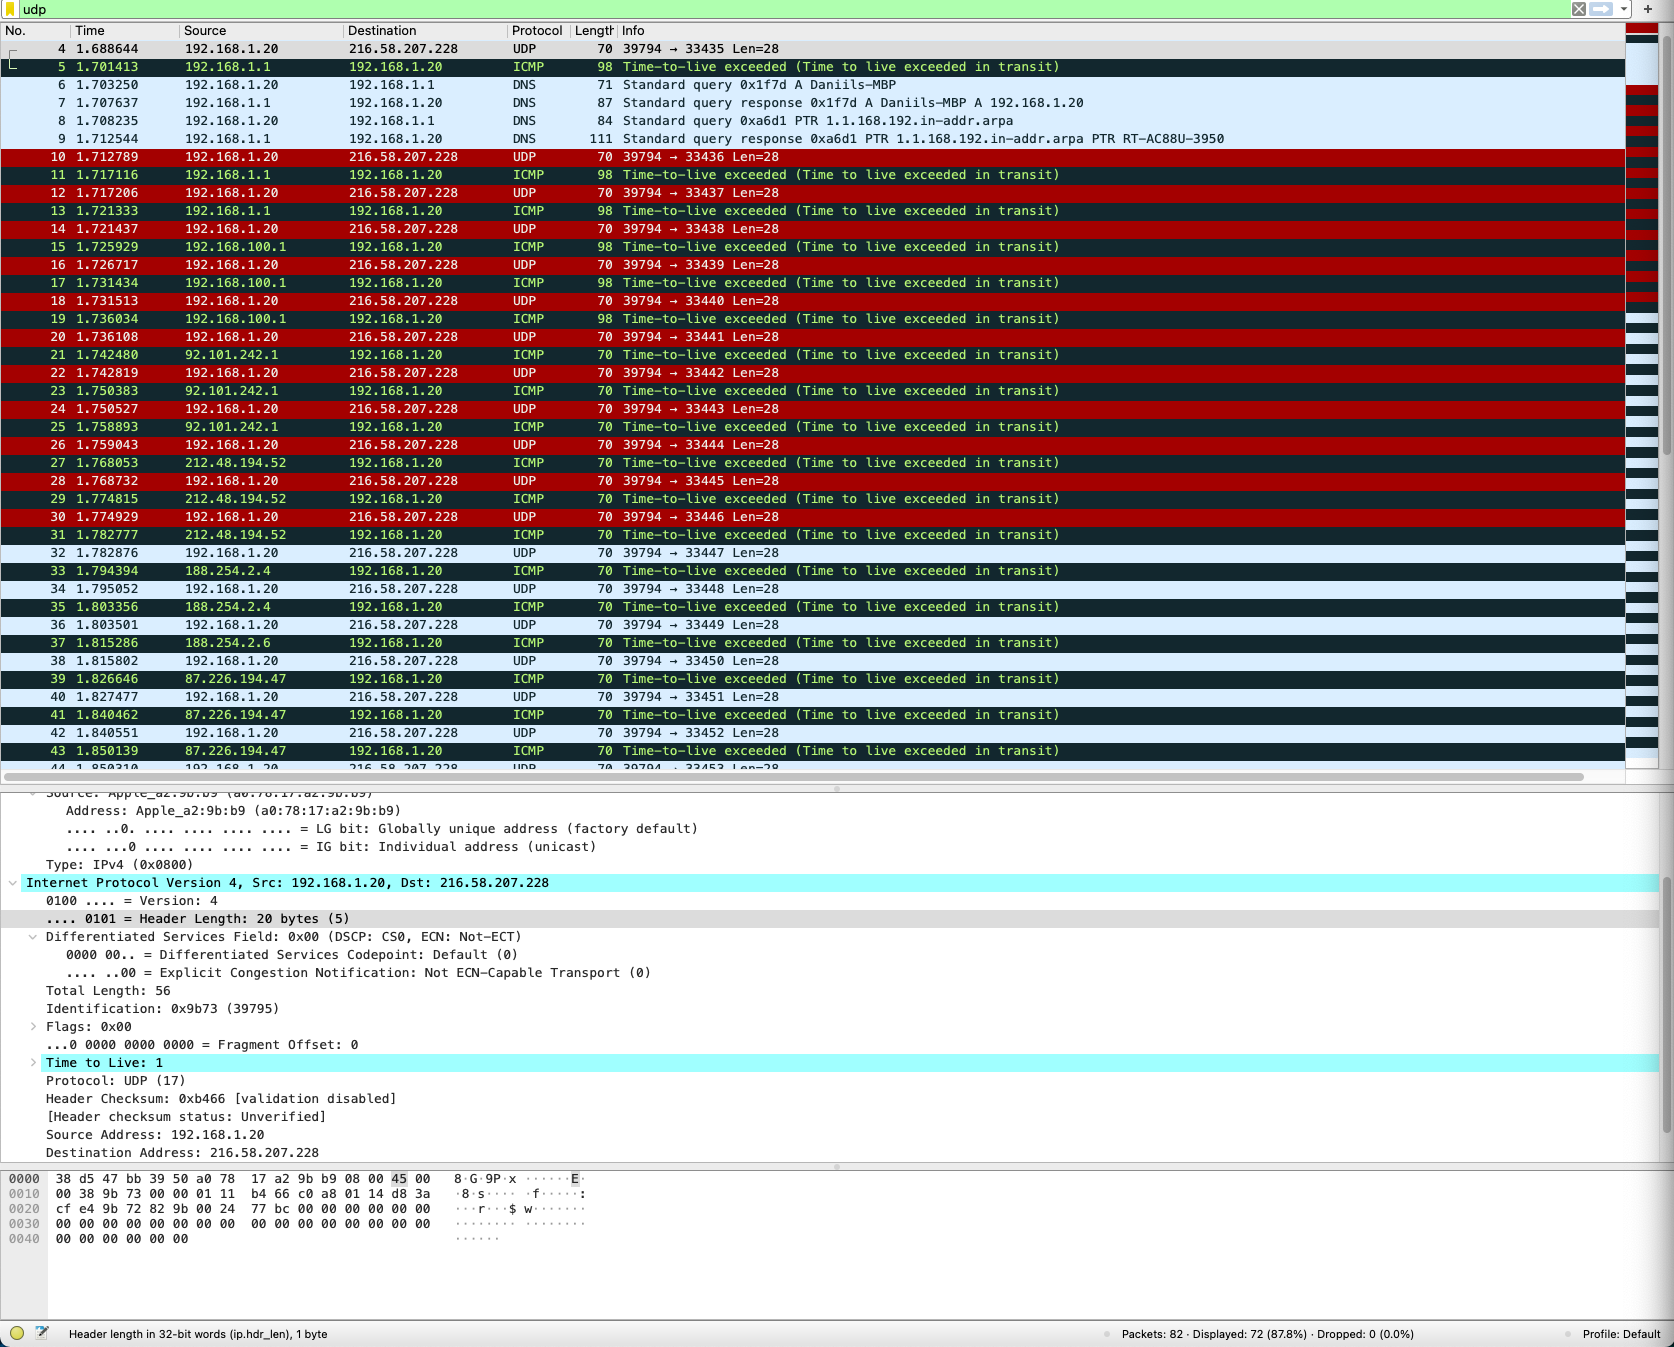 udp
No. Time Source Destination Protocol Length Info
4 1.688644 192.168.1.20 216.58.207.228 UDP 70 39794 → 33435 Len=28
5 1.701413 192.168.1.1 192.168.1.20 ICMP 98 Time-to-live exceeded (Time to live exceeded in transit)
6 1.703250 192.168.1.20 192.168.1.1 DNS 71 Standard query 0x1f7d A Daniils-MBP
7 1.707637 192.168.1.1 192.168.1.20 DNS 87 Standard query response 0x1f7d A Daniils-MBP A 192.168.1.20
8 1.708235 192.168.1.20 192.168.1.1 DNS 84 Standard query 0xa6d1 PTR 1.1.168.192.in-addr.arpa
9 1.712544 192.168.1.1 192.168.1.20 DNS 111 Standard query response 0xa6d1 PTR 1.1.168.192.in-addr.arpa PTR RT-AC88U-3950
10 1.712789 192.168.1.20 216.58.207.228 UDP 70 39794 → 33436 Len=28
11 1.717116 192.168.1.1 192.168.1.20 ICMP 98 Time-to-live exceeded (Time to live exceeded in transit)
12 1.717206 192.168.1.20 216.58.207.228 UDP 70 39794 → 33437 Len=28
13 1.721333 192.168.1.1 192.168.1.20 ICMP 98 Time-to-live exceeded (Time to live exceeded in transit)
14 1.721437 192.168.1.20 216.58.207.228 UDP 70 39794 → 33438 Len=28
15 1.725929 192.168.100.1 192.168.1.20 ICMP 98 Time-to-live exceeded (Time to live exceeded in transit)
16 1.726717 192.168.1.20 216.58.207.228 UDP 70 39794 → 33439 Len=28
17 1.731434 192.168.100.1 192.168.1.20 ICMP 98 Time-to-live exceeded (Time to live exceeded in transit)
18 1.731513 192.168.1.20 216.58.207.228 UDP 70 39794 → 33440 Len=28
19 1.736034 192.168.100.1 192.168.1.20 ICMP 98 Time-to-live exceeded (Time to live exceeded in transit)
20 1.736108 192.168.1.20 216.58.207.228 UDP 70 39794 → 33441 Len=28
21 1.742480 92.101.242.1 192.168.1.20 ICMP 70 Time-to-live exceeded (Time to live exceeded in transit)
22 1.742819 192.168.1.20 216.58.207.228 UDP 70 39794 → 33442 Len=28
23 1.750383 92.101.242.1 192.168.1.20 ICMP 70 Time-to-live exceeded (Time to live exceeded in transit)
24 1.750527 192.168.1.20 216.58.207.228 UDP 70 39794 → 33443 Len=28
25 1.758893 92.101.242.1 192.168.1.20 ICMP 70 Time-to-live exceeded (Time to live exceeded in transit)
26 1.759043 192.168.1.20 216.58.207.228 UDP 70 39794 → 33444 Len=28
27 1.768053 212.48.194.52 192.168.1.20 ICMP 70 Time-to-live exceeded (Time to live exceeded in transit)
28 1.768732 192.168.1.20 216.58.207.228 UDP 70 39794 → 33445 Len=28
29 1.774815 212.48.194.52 192.168.1.20 ICMP 70 Time-to-live exceeded (Time to live exceeded in transit)
30 1.774929 192.168.1.20 216.58.207.228 UDP 70 39794 → 33446 Len=28
31 1.782777 212.48.194.52 192.168.1.20 ICMP 70 Time-to-live exceeded (Time to live exceeded in transit)
32 1.782876 192.168.1.20 216.58.207.228 UDP 70 39794 → 33447 Len=28
33 1.794394 188.254.2.4 192.168.1.20 ICMP 70 Time-to-live exceeded (Time to live exceeded in transit)
34 1.795052 192.168.1.20 216.58.207.228 UDP 70 39794 → 33448 Len=28
35 1.803356 188.254.2.4 192.168.1.20 ICMP 70 Time-to-live exceeded (Time to live exceeded in transit)
36 1.803501 192.168.1.20 216.58.207.228 UDP 70 39794 → 33449 Len=28
37 1.815286 188.254.2.6 192.168.1.20 ICMP 70 Time-to-live exceeded (Time to live exceeded in transit)
38 1.815802 192.168.1.20 216.58.207.228 UDP 70 39794 → 33450 Len=28
39 1.826646 87.226.194.47 192.168.1.20 ICMP 70 Time-to-live exceeded (Time to live exceeded in transit)
40 1.827477 192.168.1.20 216.58.207.228 UDP 70 39794 → 33451 Len=28
41 1.840462 87.226.194.47 192.168.1.20 ICMP 70 Time-to-live exceeded (Time to live exceeded in transit)
42 1.840551 192.168.1.20 216.58.207.228 UDP 70 39794 → 33452 Len=28
43 1.850139 87.226.194.47 192.168.1.20 ICMP 70 Time-to-live exceeded (Time to live exceeded in transit)
44 1.850310 192.168.1.20 216.58.207.228 UDP 70 39794 → 33453 Len=28
Source: Apple_a2:9b:b9 (a0:78:17:a2:9b:b9)
Address: Apple_a2:9b:b9 (a0:78:17:a2:9b:b9)
.... ..0. .... .... .... .... = LG bit: Globally unique address (factory default)
.... ...0 .... .... .... .... = IG bit: Individual address (unicast)
Type: IPv4 (0x0800)
Internet Protocol Version 4, Src: 192.168.1.20, Dst: 216.58.207.228
0100 .... = Version: 4
.... 0101 = Header Length: 20 bytes (5)
Differentiated Services Field: 0x00 (DSCP: CS0, ECN: Not-ECT)
0000 00.. = Differentiated Services Codepoint: Default (0)
.... ..00 = Explicit Congestion Notification: Not ECN-Capable Transport (0)
Total Length: 56
Identification: 0x9b73 (39795)
Flags: 0x00
...0 0000 0000 0000 = Fragment Offset: 0
Time to Live: 1
Protocol: UDP (17)
Header Checksum: 0xb466 [validation disabled]
[Header checksum status: Unverified]
Source Address: 192.168.1.20
Destination Address: 216.58.207.228
0000 38 d5 47 bb 39 50 a0 78 17 a2 9b b9 08 00 45 00 8·G·9P·x ······E·
0010 00 38 9b 73 00 00 01 11 b4 66 c0 a8 01 14 d8 3a ·8·s···· ·f·····:
0020 cf e4 9b 72 82 9b 00 24 77 bc 00 00 00 00 00 00 ···r···$ w·······
0030 00 00 00 00 00 00 00 00 00 00 00 00 00 00 00 00 ········ ········
0040 00 00 00 00 00 00 ······
Header length in 32-bit words (ip.hdr_len), 1 byte
Packets: 82 · Displayed: 72 (87.8%) · Dropped: 0 (0.0%)
Profile: Default